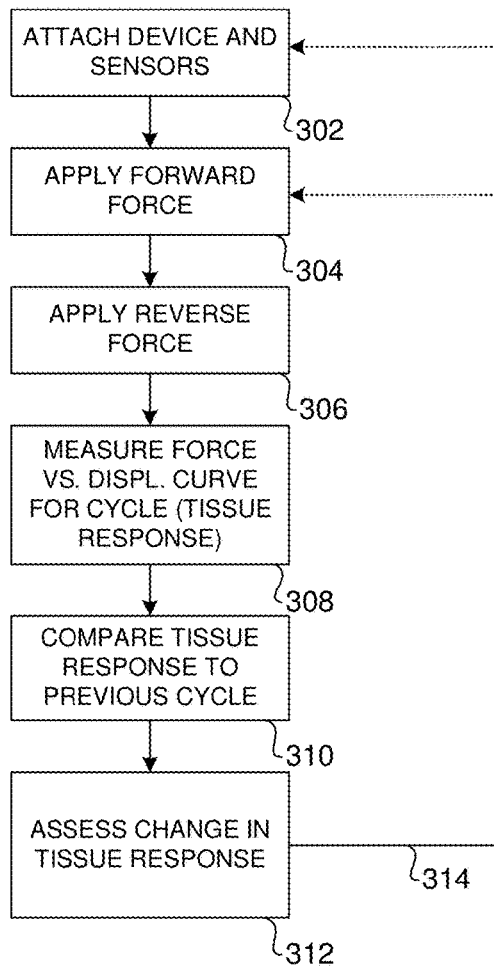 ATTACH DEVICE AND
SENSORS
302
APPLY FORWARD
FORCE
304
APPLY REVERSE
FORCE
306
MEASURE FORCE
VS. DISPL. CURVE
FOR CYCLE (TISSUE
RESPONSE)
308
COMPARE TISSUE
RESPONSE TO
PREVIOUS CYCLE
310
ASSESS CHANGE IN
TISSUE RESPONSE
314
312